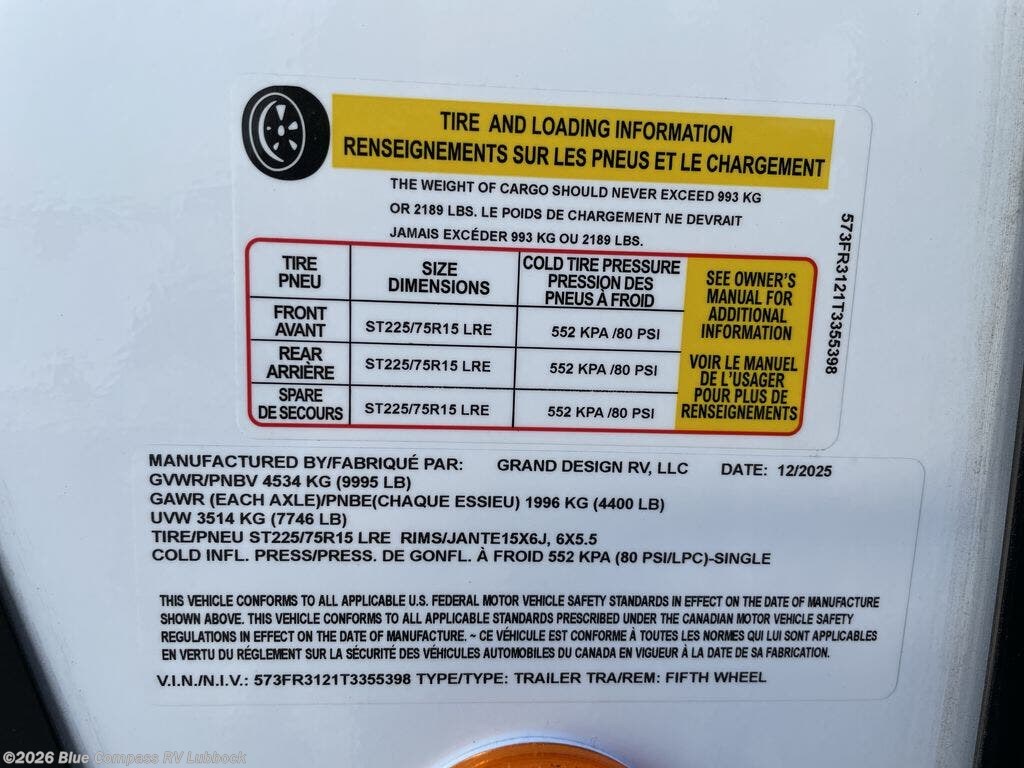 TIRE AND LOADING INFORMATION
RENSEIGNEMENTS SUR LES PNEUS ET LE CHARGEMENT
THE WEIGHT OF CARGO SHOULD NEVER EXCEED 993 KG
OR 2189 LBS. LE POIDS DE CHARGEMENT NE DEVRAIT
JAMAIS EXCÉDER 993 KG OU 2189 LBS.
TIRE
PNEU
SIZE
DIMENSIONS
COLD TIRE PRESSURE
PRESSION DES
PNEUS À FROID
FRONT
AVANT
ST225/75R15 LRE
552 KPA /80 PSI
REAR
ARRIÈRE
ST225/75R15 LRE
552 KPA /80 PSI
SPARE
DE SECOURS
ST225/75R15 LRE
552 KPA /80 PSI
SEE OWNER'S
MANUAL FOR
ADDITIONAL
INFORMATION
VOIR LE MANUEL
DE L'USAGER
POUR PLUS DE
RENSEIGNEMENTS
573FR3121T3355398
MANUFACTURED BY/FABRIQUÉ PAR: GRAND DESIGN RV, LLC DATE: 12/2025
GVWR/PNBV 4534 KG (9995 LB)
GAWR (EACH AXLE)/PNBE(CHAQUE ESSIEU) 1996 KG (4400 LB)
UVW 3514 KG (7746 LB)
TIRE/PNEU ST225/75R15 LRE RIMS/JANTE15X6J, 6X5.5
COLD INFL. PRESS/PRESS. DE GONFL. À FROID 552 KPA (80 PSI/LPC)-SINGLE
THIS VEHICLE CONFORMS TO ALL APPLICABLE U.S. FEDERAL MOTOR VEHICLE SAFETY STANDARDS IN EFFECT ON THE DATE OF MANUFACTURE
SHOWN ABOVE. THIS VEHICLE CONFORMS TO ALL APPLICABLE STANDARDS PRESCRIBED UNDER THE CANADIAN MOTOR VEHICLE SAFETY
REGULATIONS IN EFFECT ON THE DATE OF MANUFACTURE. ~ CE VÉHICULE EST CONFORME À TOUTES LES NORMES QUI LUI SONT APPLICABLES
EN VERTU DU RÉGLEMENT SUR LA SÉCURITÉ DES VÉHICULES AUTOMOBILES DU CANADA EN VIGUEUR À LA DATE DE SA FABRICATION.
V.I.N./N.I.V.: 573FR3121T3355398 TYPE/TYPE: TRAILER TRA/REM: FIFTH WHEEL
©2026 Blue Compass RV Lubbock